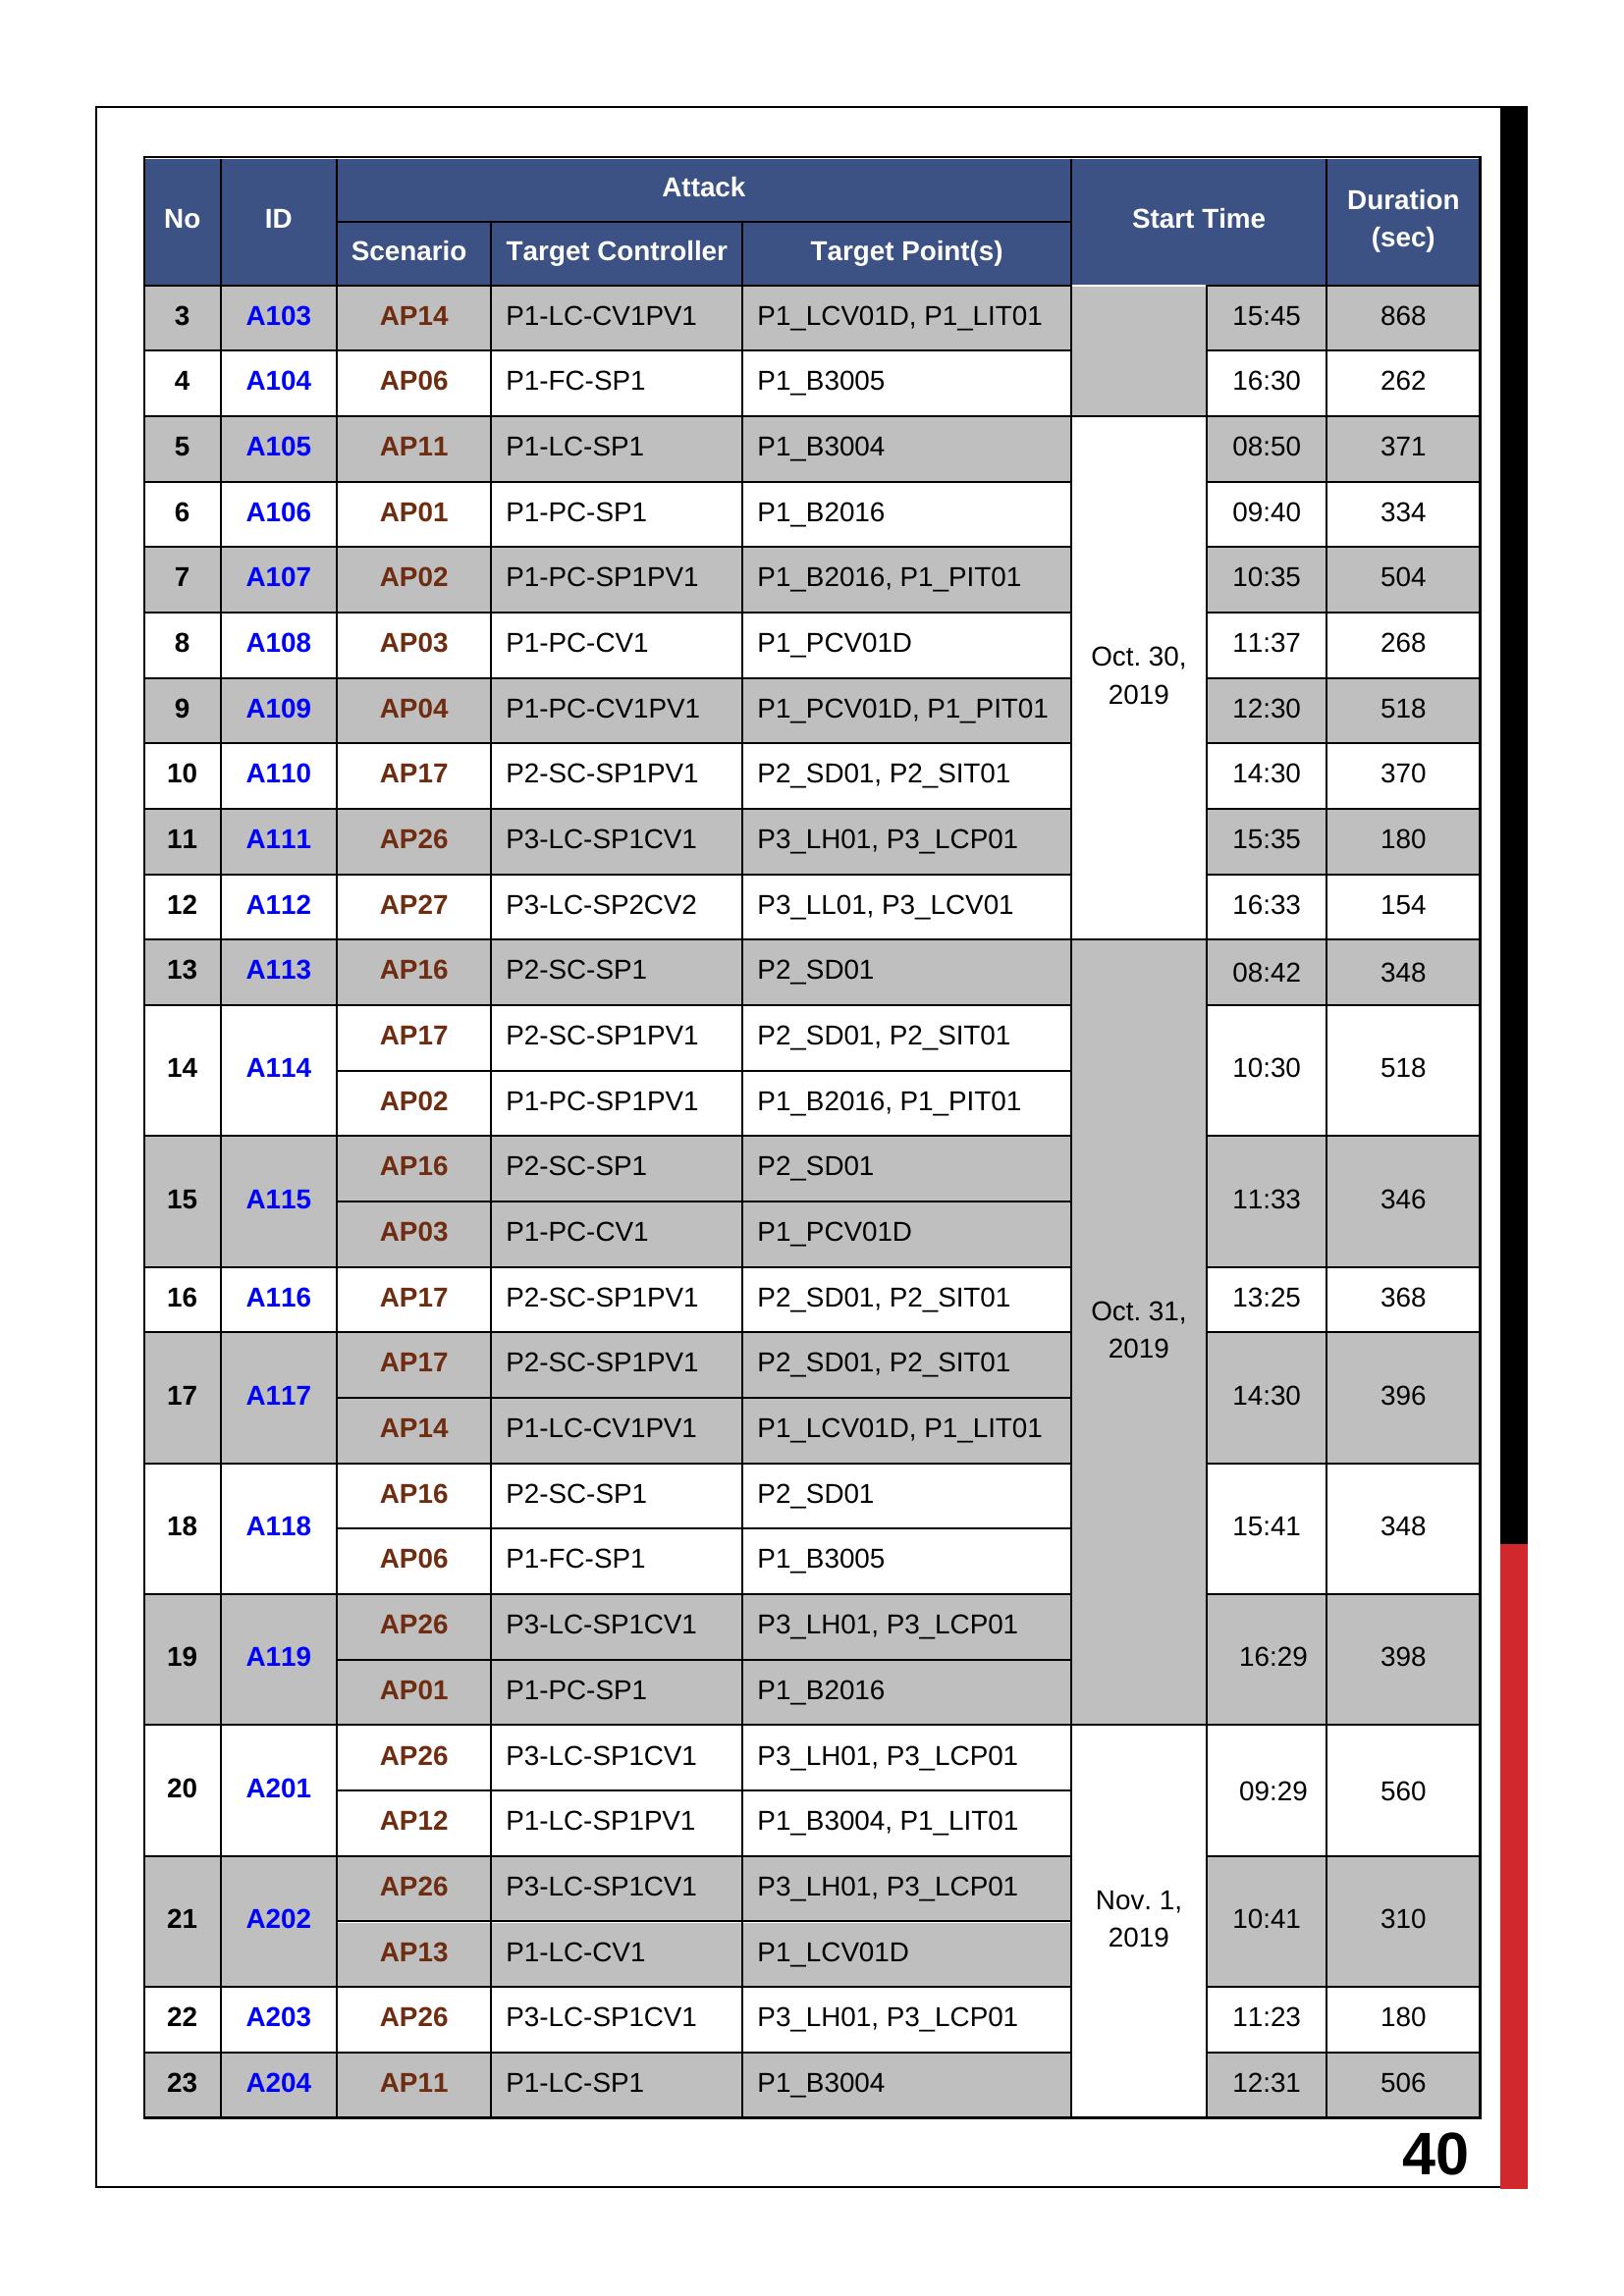 No ID Attack Start Time Duration (sec)
Scenario Target Controller Target Point(s)
3 A103 AP14 P1-LC-CV1PV1 P1_LCV01D, P1_LIT01 15:45 868
4 A104 AP06 P1-FC-SP1 P1_B3005 16:30 262
5 A105 AP11 P1-LC-SP1 P1_B3004 Oct. 30, 2019 08:50 371
6 A106 AP01 P1-PC-SP1 P1_B2016 09:40 334
7 A107 AP02 P1-PC-SP1PV1 P1_B2016, P1_PIT01 10:35 504
8 A108 AP03 P1-PC-CV1 P1_PCV01D 11:37 268
9 A109 AP04 P1-PC-CV1PV1 P1_PCV01D, P1_PIT01 12:30 518
10 A110 AP17 P2-SC-SP1PV1 P2_SD01, P2_SIT01 14:30 370
11 A111 AP26 P3-LC-SP1CV1 P3_LH01, P3_LCP01 15:35 180
12 A112 AP27 P3-LC-SP2CV2 P3_LL01, P3_LCV01 16:33 154
13 A113 AP16 P2-SC-SP1 P2_SD01 Oct. 31, 2019 08:42 348
14 A114 AP17 P2-SC-SP1PV1 P2_SD01, P2_SIT01 10:30 518
AP02 P1-PC-SP1PV1 P1_B2016, P1_PIT01
15 A115 AP16 P2-SC-SP1 P2_SD01 11:33 346
AP03 P1-PC-CV1 P1_PCV01D
16 A116 AP17 P2-SC-SP1PV1 P2_SD01, P2_SIT01 13:25 368
17 A117 AP17 P2-SC-SP1PV1 P2_SD01, P2_SIT01 14:30 396
AP14 P1-LC-CV1PV1 P1_LCV01D, P1_LIT01
18 A118 AP16 P2-SC-SP1 P2_SD01 15:41 348
AP06 P1-FC-SP1 P1_B3005
19 A119 AP26 P3-LC-SP1CV1 P3_LH01, P3_LCP01 16:29 398
AP01 P1-PC-SP1 P1_B2016
20 A201 AP26 P3-LC-SP1CV1 P3_LH01, P3_LCP01 Nov. 1, 2019 09:29 560
AP12 P1-LC-SP1PV1 P1_B3004, P1_LIT01
21 A202 AP26 P3-LC-SP1CV1 P3_LH01, P3_LCP01 10:41 310
AP13 P1-LC-CV1 P1_LCV01D
22 A203 AP26 P3-LC-SP1CV1 P3_LH01, P3_LCP01 11:23 180
23 A204 AP11 P1-LC-SP1 P1_B3004 12:31 506
40